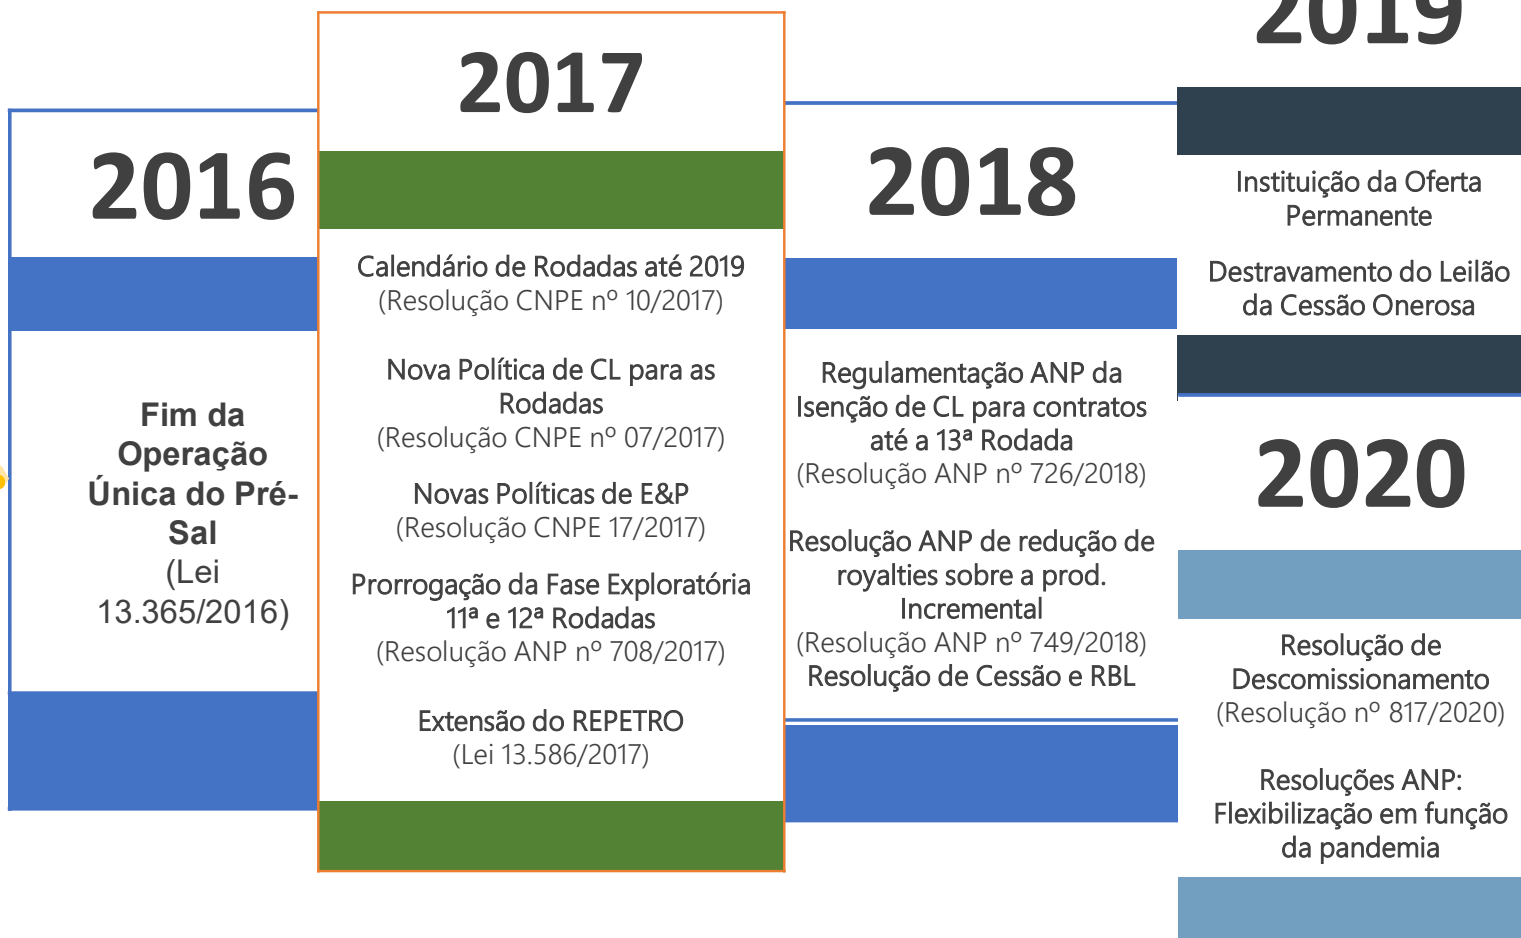 2016
Fim da
Operação
Única do Pré-
Sal
(Lei
13.365/2016)
2017
Calendário de Rodadas até 2019
(Resolução CNPE nº 10/2017)
Nova Política de CL para as
Rodadas
(Resolução CNPE nº 07/2017)
Novas Políticas de E&P
(Resolução CNPE 17/2017)
Prorrogação da Fase Exploratória
11ª e 12ª Rodadas
(Resolução ANP nº 708/2017)
Extensão do REPETRO
(Lei 13.586/2017)
2018
Regulamentação ANP da
Isenção de CL para contratos
até a 13ª Rodada
(Resolução ANP nº 726/2018)
Resolução ANP de redução de
royalties sobre a prod.
Incremental
(Resolução ANP nº 749/2018)
Resolução de Cessão e RBL
2019
Instituição da Oferta
Permanente
Destravamento do Leilão
da Cessão Onerosa
2020
Resolução de
Descomissionamento
(Resolução nº 817/2020)
Resoluções ANP:
Flexibilização em função
da pandemia